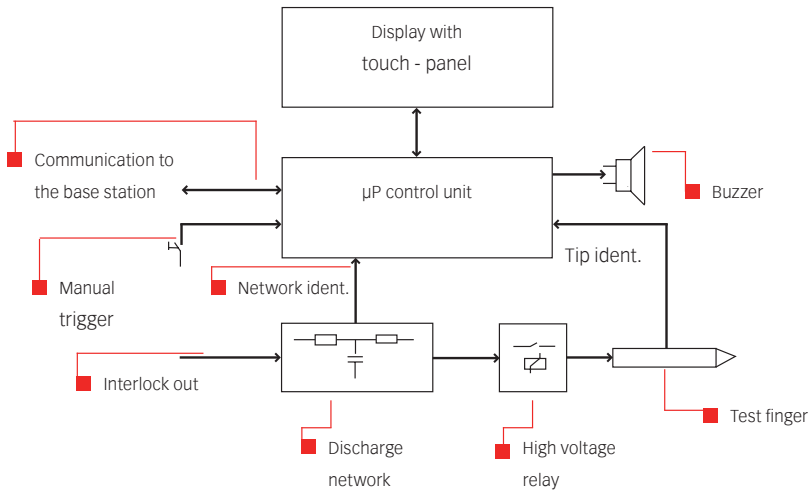 Display with
touch - panel
Communication to
the base station
µP control unit
Buzzer
Tip ident.
Manual
trigger
Network ident.
Interlock out
Test finger
Discharge
network
High voltage
relay